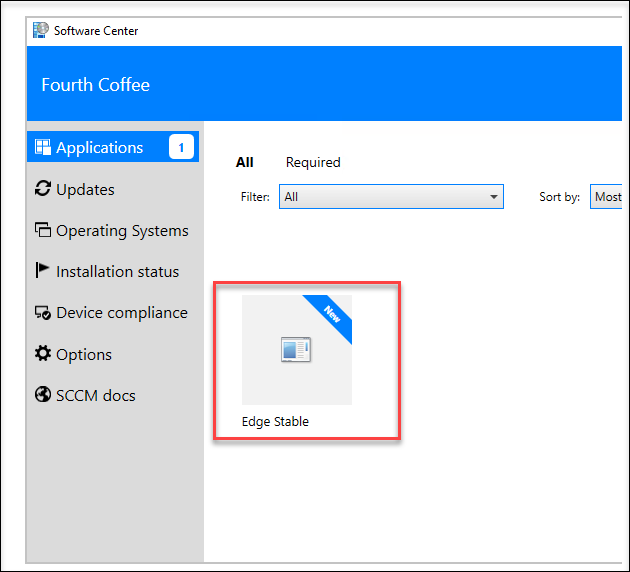 Software Center
Fourth Coffee
Applications 1
Updates
Operating Systems
Installation status
Device compliance
Options
SCCM docs
All Required
Filter: All Sort by: Most
New
Edge Stable